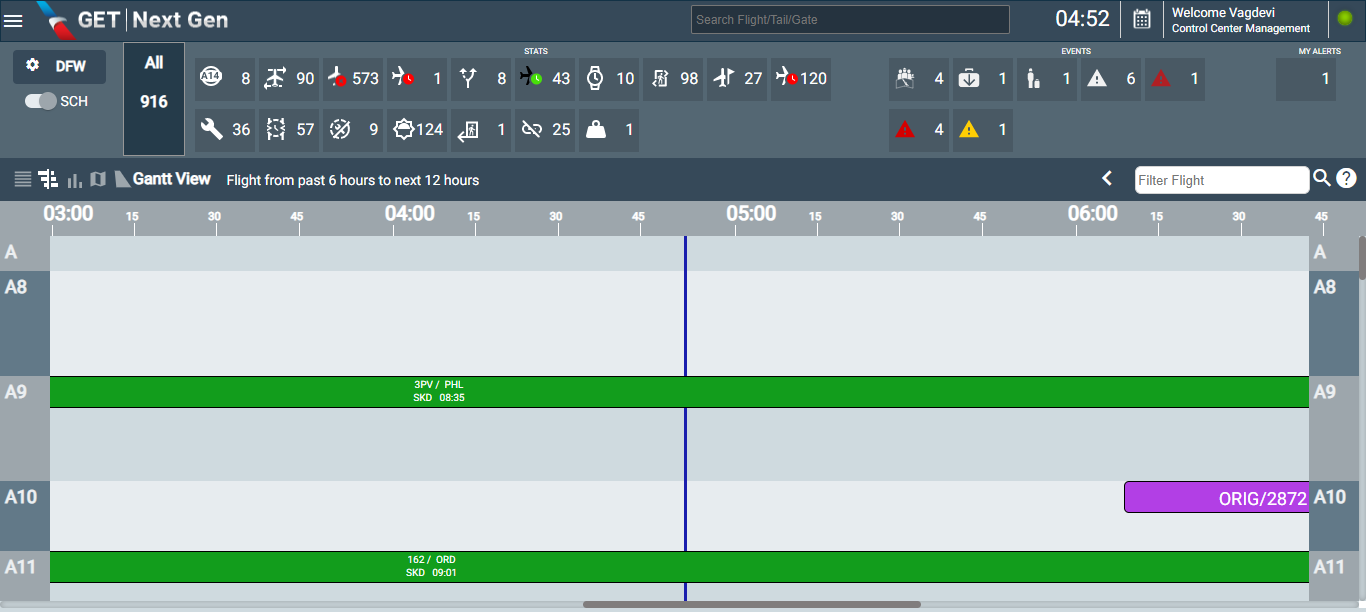 GET | Next Gen
Search Flight/Tail/Gate
04:52
Welcome Vagdevi
Control Center Management
DFW
SCH
All
916
STATS
A14 8 90 573 1 8 43 10 98 27 120
36 57 9 124 1 25 1
EVENTS
4 1 1 6 1
4 1
MY ALERTS
1
Gantt View Flight from past 6 hours to next 12 hours
Filter Flight
?
03:00 15 30 45 04:00 15 30 45 05:00 15 30 45 06:00 15 30 45
A A
A8 A8
A9 A9
3PV / PHL
SKD 08:35
A10 ORIG/2872 A10
A11 A11
162 / ORD
SKD 09:01